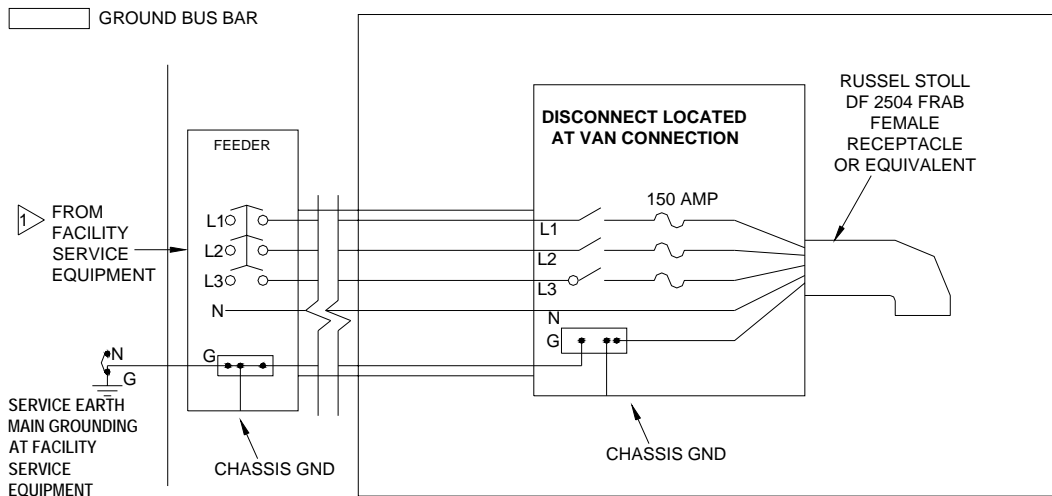 GROUND BUS BAR
RUSSEL STOLL
DF 2504 FRAB
FEMALE
RECEPTACLE
OR EQUIVALENT
DISCONNECT LOCATED
AT VAN CONNECTION
FEEDER
150 AMP
1
FROM
FACILITY
SERVICE
EQUIPMENT
L1
L2
L3
N
G
L1
L2
L3
N
G
N
G
SERVICE EARTH
MAIN GROUNDING
AT FACILITY
SERVICE
EQUIPMENT
CHASSIS GND
CHASSIS GND